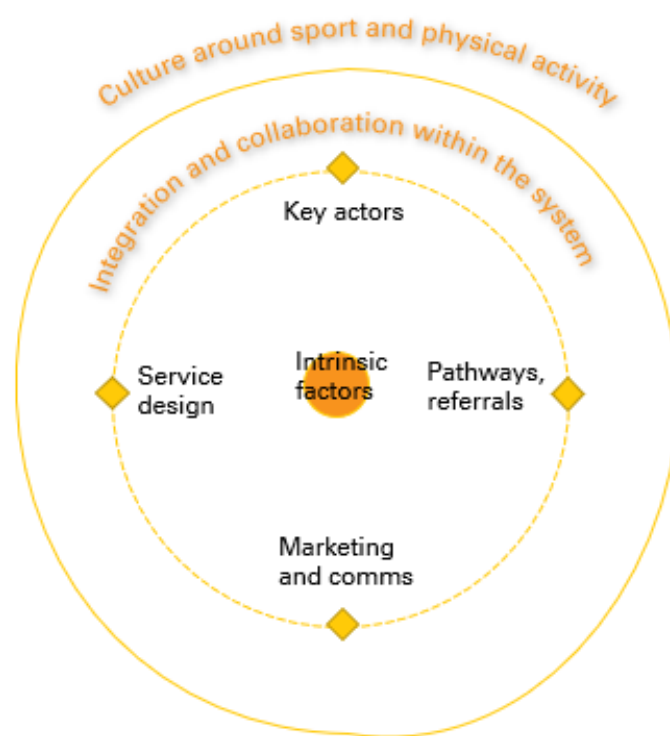 Culture around sport and physical activity
Integration and collaboration within the system
Key actors
Intrinsic
factors
Service
design
Pathways,
referrals
Marketing
and comms